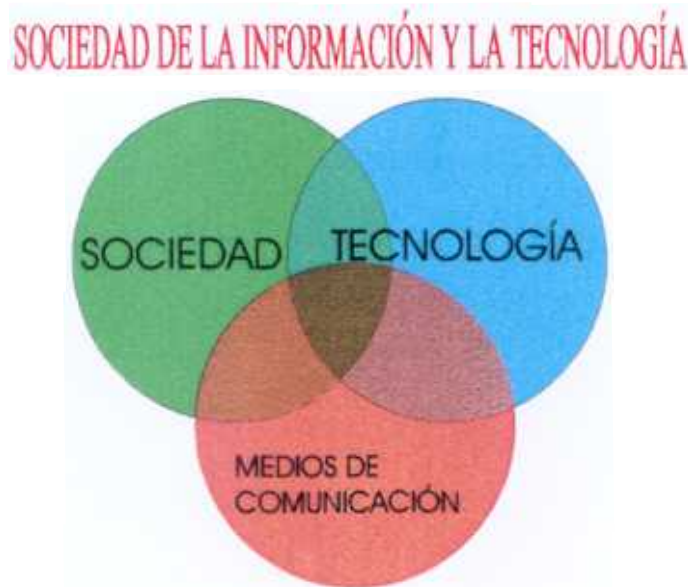 SOCIEDAD DE LA INFORMACIÓN Y LA TECNOLOGÍA
SOCIEDAD
TECNOLOGÍA
MEDIOS DE
COMUNICACIÓN